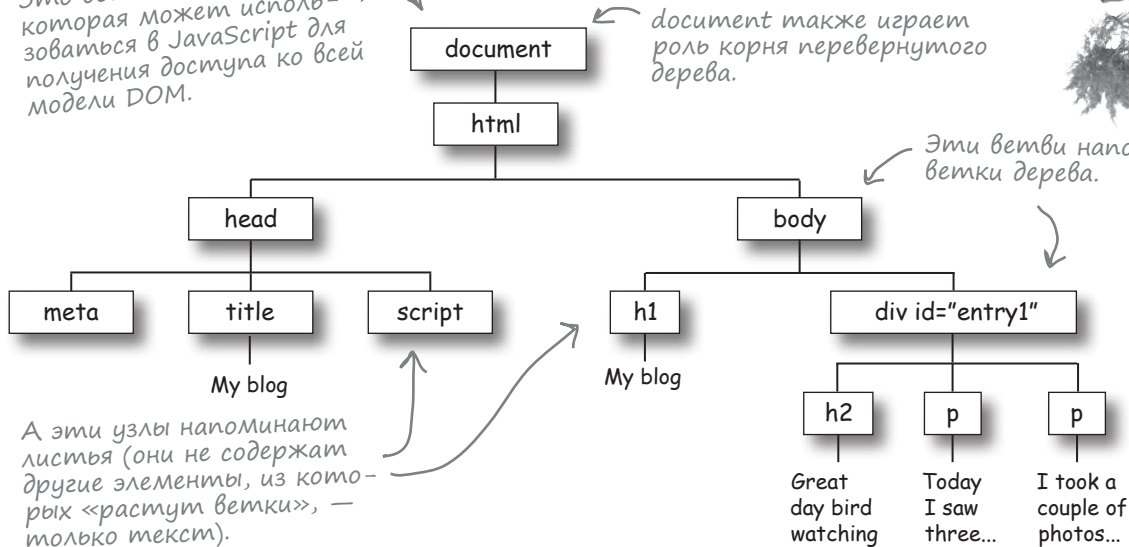 которая может исполь-
зоваться в JavaScript для
получения доступа ко всей
модели DOM.
document
document также играет
роль корня перевернутого
дерева.
html
Эти ветви
ветки дерева.
head
body
meta
title
script
h1
div id=”entry1”
My blog
My blog
h2
p
p
А эти узлы напоминают
листья (они не содержат
другие элементы, из кото-
рых «растут ветки», —
только текст).
Great
day bird
watching
Today
I saw
three...
I took a
couple of
photos...